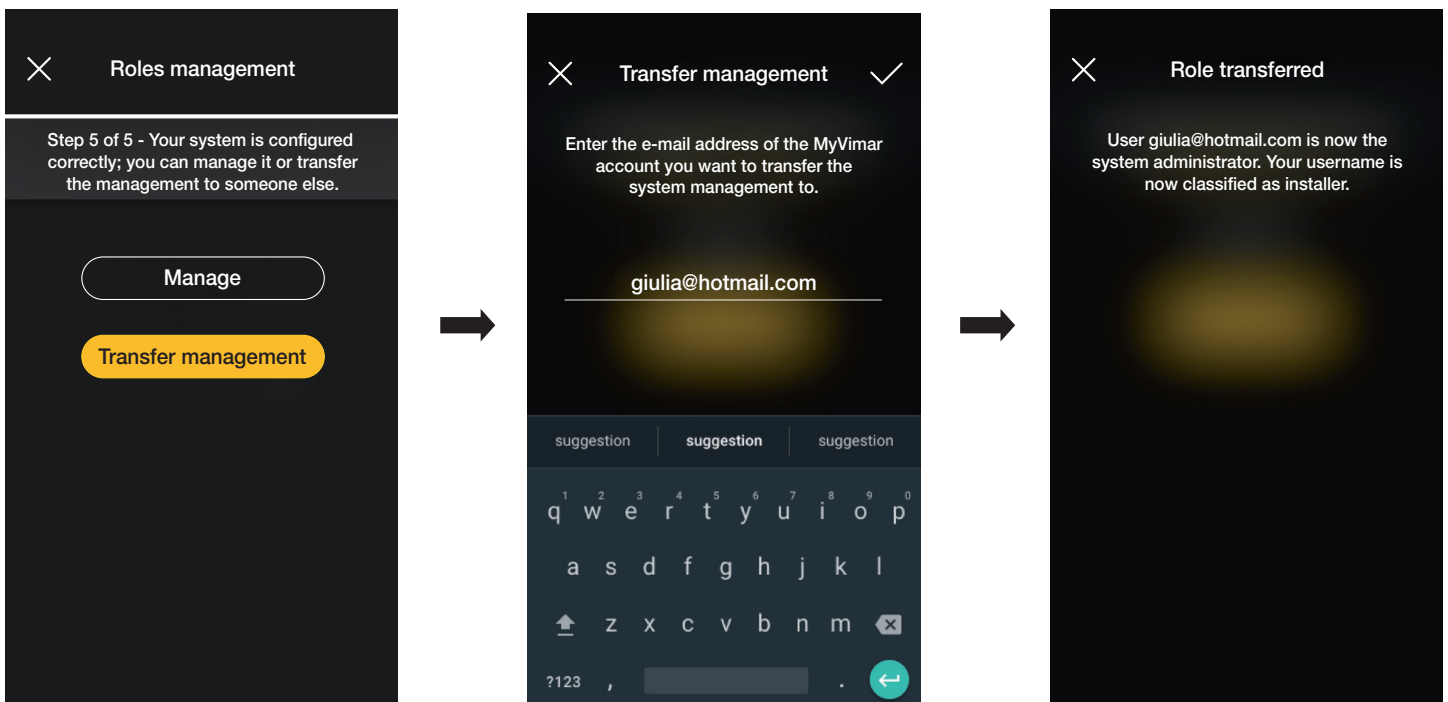 Roles management
Step 5 of 5 - Your system is configured
correctly; you can manage it or transfer
the management to someone else.
Manage
Transfer management
Transfer management
Enter the e-mail address of the MyVimar
account you want to transfer the
system management to.
giulia@hotmail.com
suggestion suggestion suggestion
1 2 3 4 5 6 7 8 9 0
q w e r t y u i o p
a s d f g h j k l
z x c v b n m
?123 , .
Role transferred
User giulia@hotmail.com is now the
system administrator. Your username is
now classified as installer.